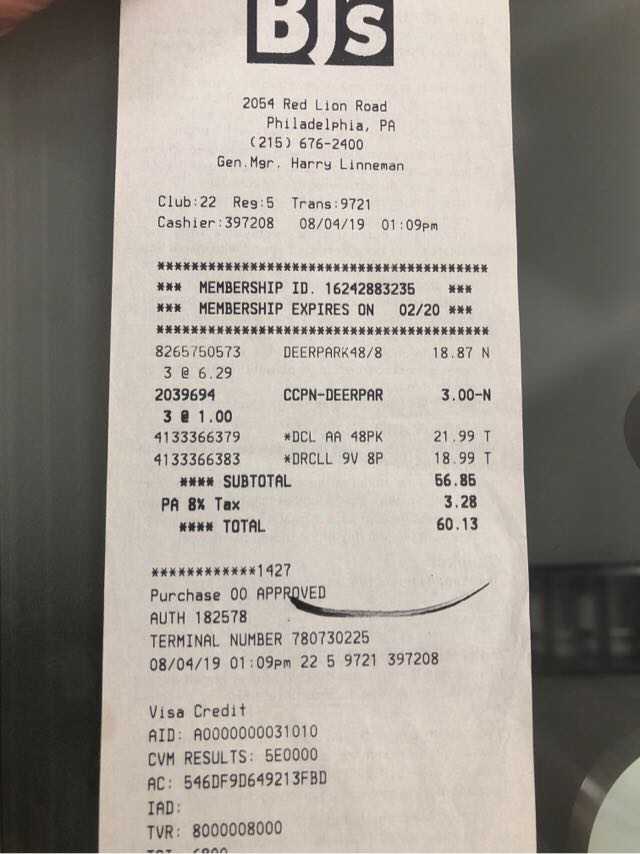 BJ's
2054 Red Lion Road
Philadelphia, PA
(215) 676-2400
Gen.Mgr. Harry Linneman
Club:22 Reg:5 Trans:9721
Cashier:397208 08/04/19 01:09pm
****************************************
*** MEMBERSHIP ID. 16242883235 ***
*** MEMBERSHIP EXPIRES ON 02/20 ***
****************************************
8265750573 DEERPARK48/8 18.87 N
3 @ 6.29
2039694 CCPN-DEERPAR 3.00-N
3 @ 1.00
4133366379 *DCL AA 48PK 21.99 T
4133366383 *DRCLL 9V 8P 18.99 T
**** SUBTOTAL 56.85
PA 8% Tax 3.28
**** TOTAL 60.13
************1427
Purchase 00 APPROVED
AUTH 182578
TERMINAL NUMBER 780730225
08/04/19 01:09pm 22 5 9721 397208
Visa Credit
AID: A0000000031010
CVM RESULTS: 5E0000
AC: 546DF9D649213FBD
IAD:
TVR: 8000008000